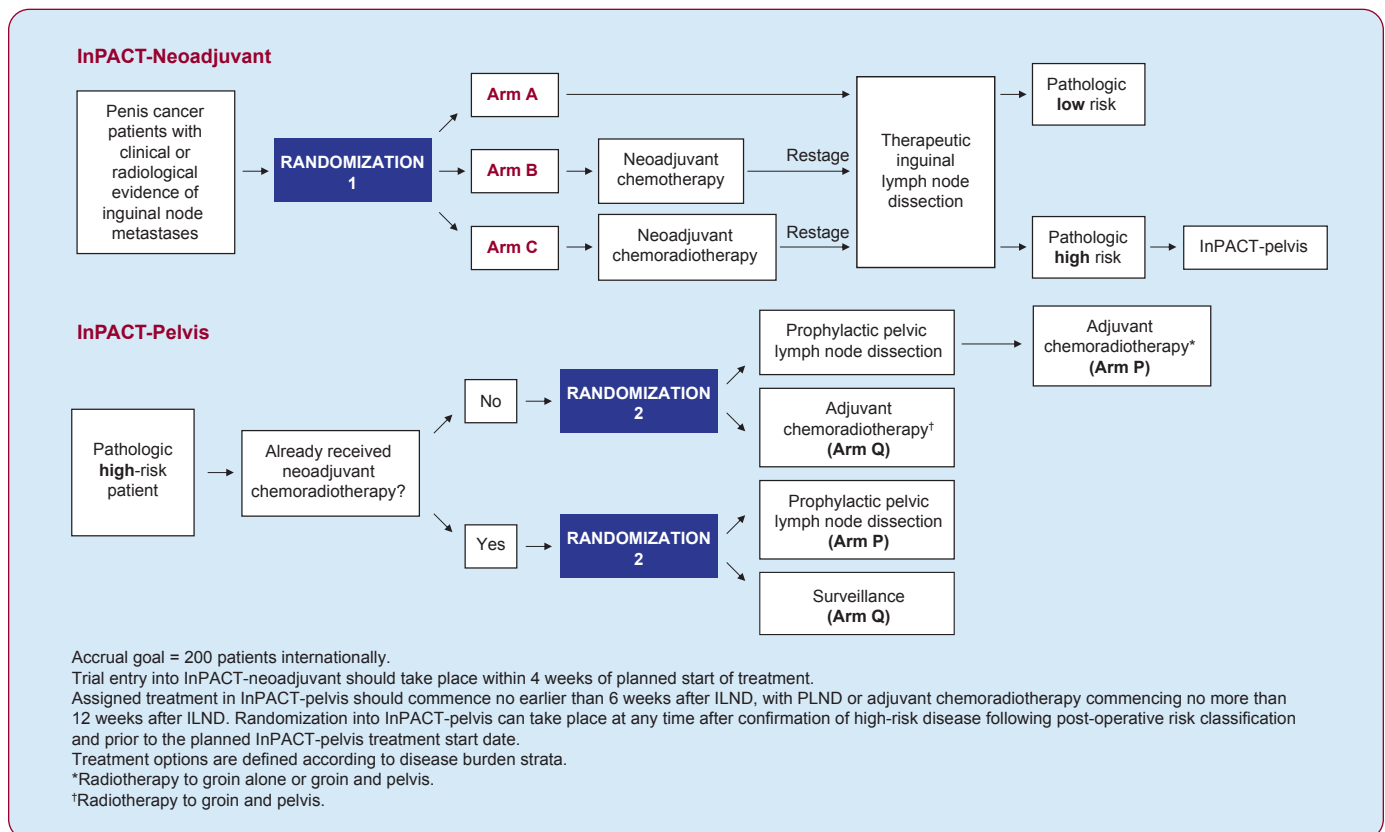 InPACT-Neoadjuvant
Penis cancer
patients with
clinical or
radiological
evidence of
inguinal node
metastases
RANDOMIZATION
1
Arm A
Arm B
Neoadjuvant
chemotherapy
Restage
Arm C
Neoadjuvant
chemoradiotherapy
Restage
Therapeutic
inguinal
lymph node
dissection
Pathologic
low risk
Pathologic
high risk
InPACT-pelvis
InPACT-Pelvis
Pathologic
high-risk
patient
Already received
neoadjuvant
chemoradiotherapy?
No
RANDOMIZATION
2
Prophylactic pelvic
lymph node dissection
Adjuvant
chemoradiotherapy*
(Arm P)
Adjuvant
chemoradiotherapy†
(Arm Q)
Yes
RANDOMIZATION
2
Prophylactic pelvic
lymph node dissection
(Arm P)
Surveillance
(Arm Q)
Accrual goal = 200 patients internationally.
Trial entry into InPACT-neoadjuvant should take place within 4 weeks of planned start of treatment.
Assigned treatment in InPACT-pelvis should commence no earlier than 6 weeks after ILND, with PLND or adjuvant chemoradiotherapy commencing no more than
12 weeks after ILND. Randomization into InPACT-pelvis can take place at any time after confirmation of high-risk disease following post-operative risk classification
and prior to the planned InPACT-pelvis treatment start date.
Treatment options are defined according to disease burden strata.
*Radiotherapy to groin alone or groin and pelvis.
†Radiotherapy to groin and pelvis.